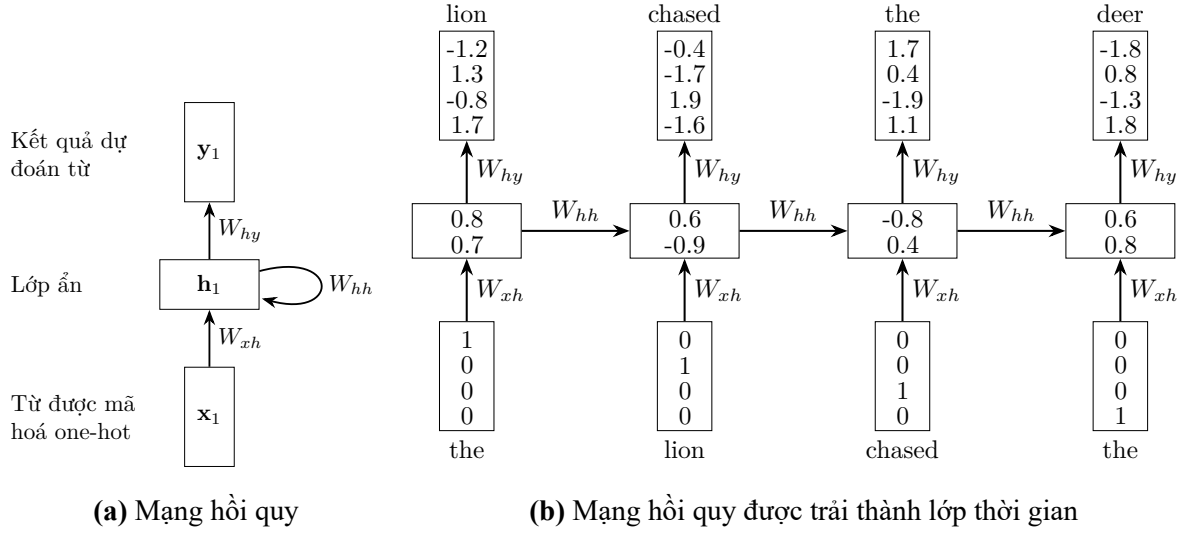 Kết quả dự
đoán từ
y₁
W_hy
Lớp ẩn
h₁
W_hh
W_xh
Từ được mã
hoá one-hot
x₁
(a) Mạng hồi quy
lion chased the deer
-1.2 -0.4 1.7 -1.8
1.3 -1.7 0.4 0.8
-0.8 1.9 -1.9 -1.3
1.7 -1.6 1.1 1.8
W_hy W_hy W_hy W_hy
W_hh W_hh W_hh
0.8 0.6 -0.8 0.6
0.7 -0.9 0.4 0.8
W_xh W_xh W_xh W_xh
1 0 0 0
0 1 0 0
0 0 1 0
0 0 0 1
the lion chased the
(b) Mạng hồi quy được trải thành lớp thời gian